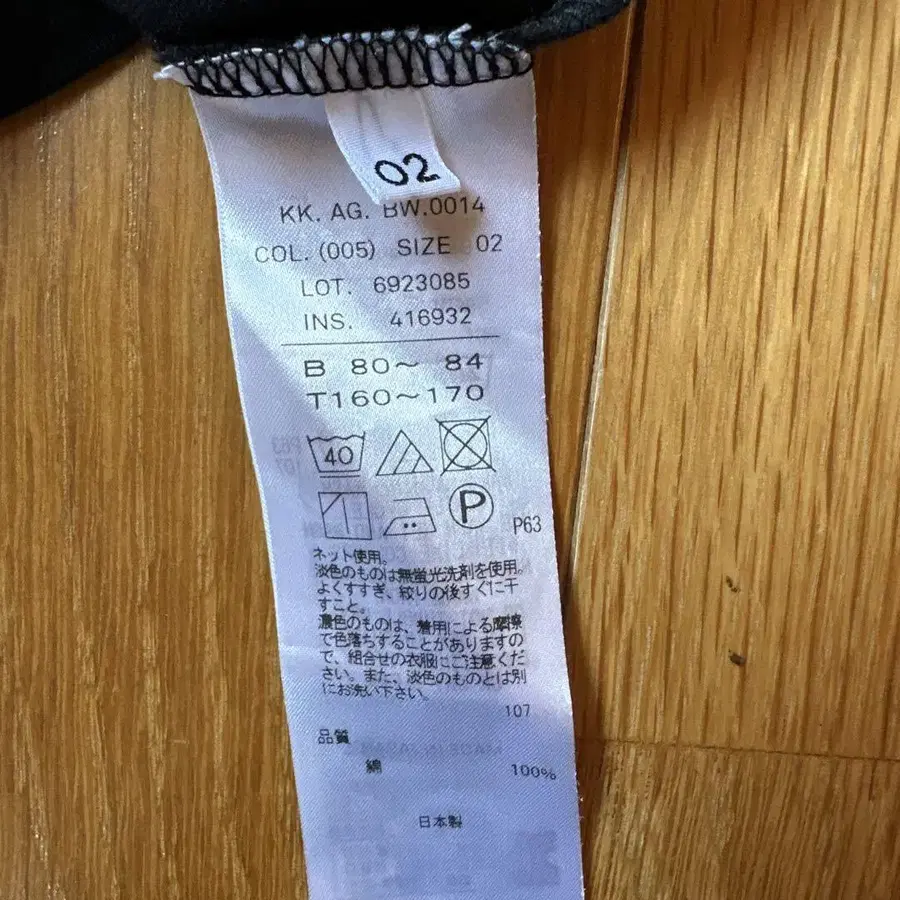 02
KK. AG. BW.0014
COL. (005) SIZE 02
LOT. 6923085
INS. 416932
B 80～ 84
T160～170
40
P
P63
ネット使用。
淡色のものは無蛍光洗剤を使用。
よくすすぎ、絞りの後すぐに干
すこと。
濃色のものは、着用による摩擦
で色落ちすることがありますの
で、組合せの衣服にご注意くだ
さい。また、淡色のものとは別
にお洗い下さい。
107
品質
綿 100%
日本製